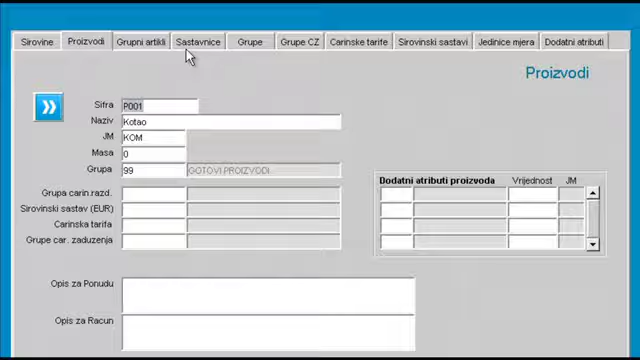 Sirovine Proizvodi Grupni artikli Sastavnice Grupe Grupe CZ Carinske tarife Sirovinski sastavi Jedinice mjera Dodatni atributi
Proizvodi
Sifra P001
Naziv Kotao
JM KOM
Masa 0
Grupa 99 GOTOVI PROIZVODI
Dodatni atributi proizvoda Vrijednost JM
Grupa carin.razd.
Sirovinski sastav (EUR)
Carinska tarifa
Grupe car. zaduzenja
Opis za Ponudu
Opis za Racun